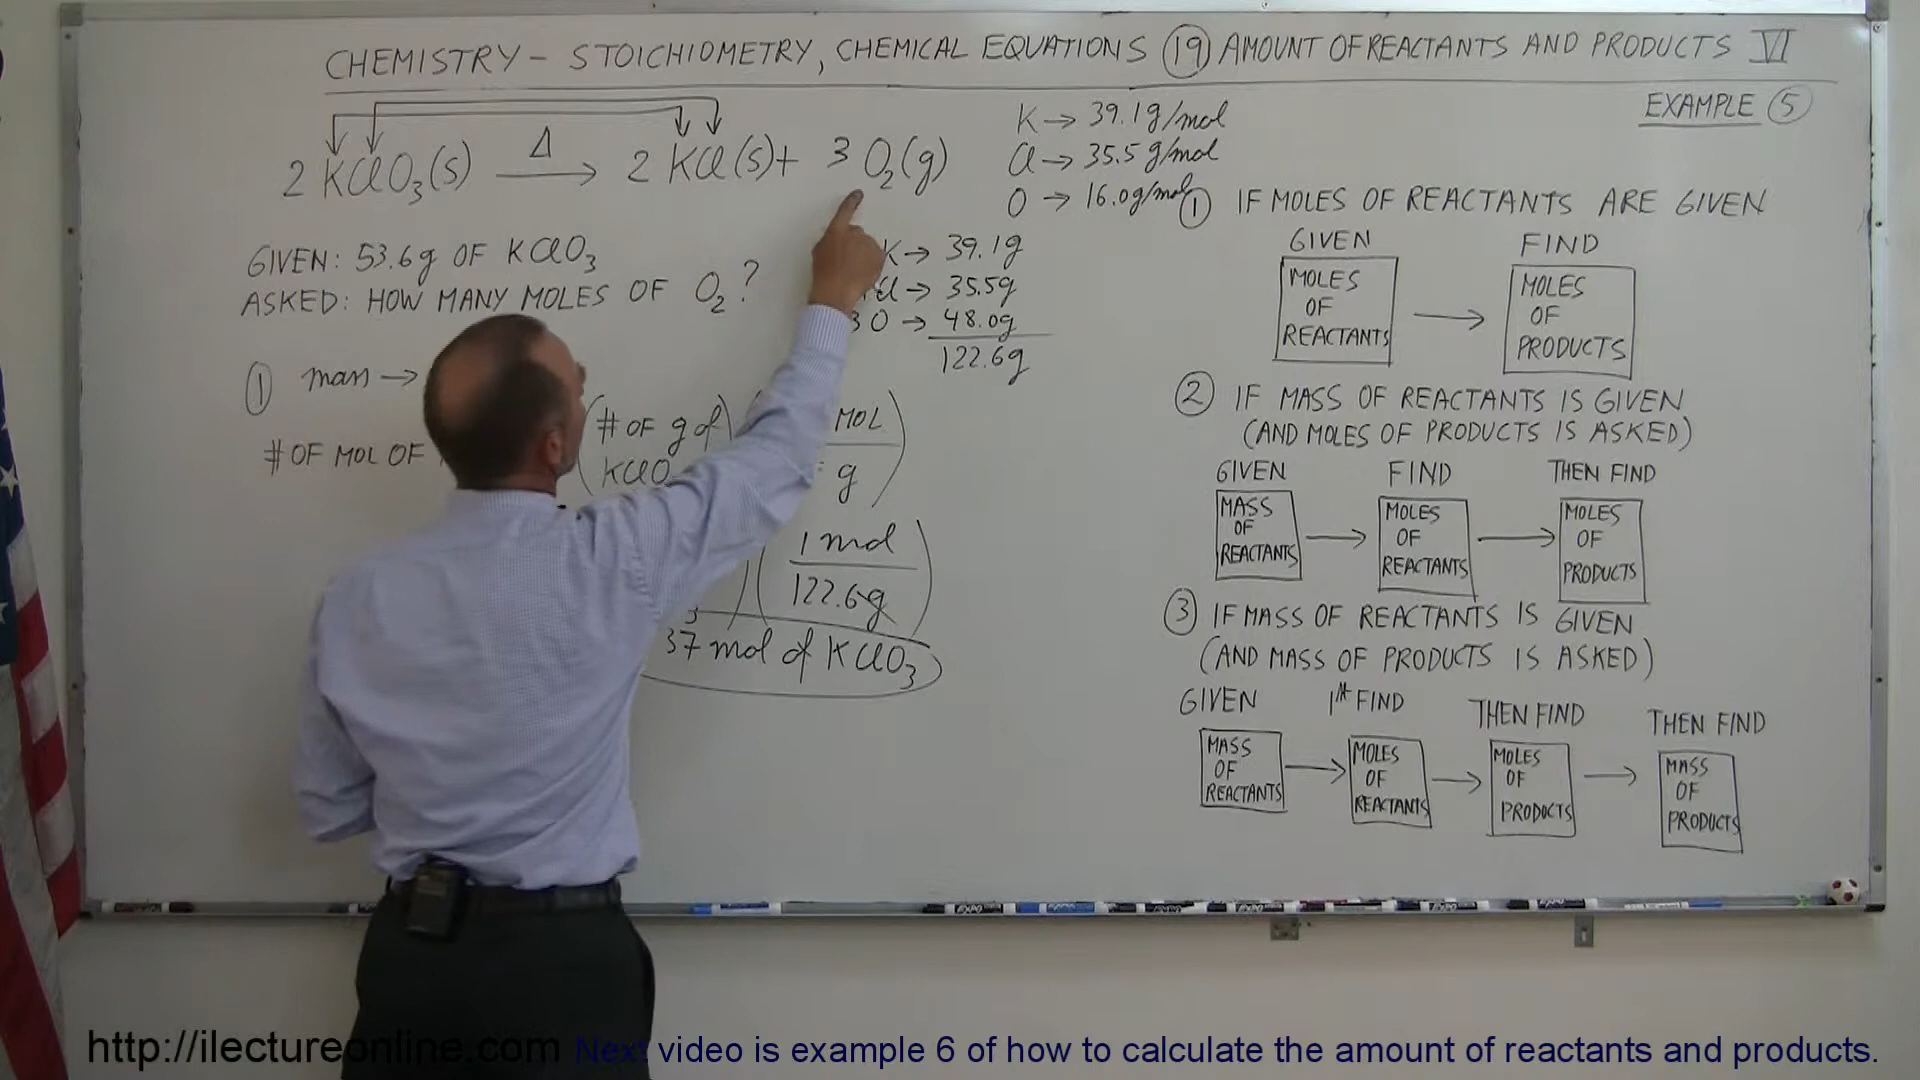 CHEMISTRY – STOICHIOMETRY, CHEMICAL EQUATIONS (19) AMOUNT OF REACTANTS AND PRODUCTS VI
EXAMPLE (5)
2 KClO₃(s) Δ → 2 KCl(s) + 3 O₂(g)
K → 39.1 g/mol
Cl → 35.5 g/mol
O → 16.0 g/mol
GIVEN: 53.6g OF KClO₃
ASKED: HOW MANY MOLES OF O₂?
K → 39.1g
Cl → 35.5g
3 O → 48.0g
122.6g
(1) mass →
# OF MOL OF
(# OF g of
KClO
MOL
g)
(1 mol
122.6g)
37 mol of KClO₃
(1) IF MOLES OF REACTANTS ARE GIVEN
GIVEN FIND
MOLES OF REACTANTS → MOLES OF PRODUCTS
(2) IF MASS OF REACTANTS IS GIVEN
(AND MOLES OF PRODUCTS IS ASKED)
GIVEN FIND THEN FIND
MASS OF REACTANTS → MOLES OF REACTANTS → MOLES OF PRODUCTS
(3) IF MASS OF REACTANTS IS GIVEN
(AND MASS OF PRODUCTS IS ASKED)
GIVEN 1st FIND THEN FIND THEN FIND
MASS OF REACTANTS → MOLES OF REACTANTS → MOLES OF PRODUCTS → MASS OF PRODUCTS
http://ilectureonline.com Next video is example 6 of how to calculate the amount of reactants and products.